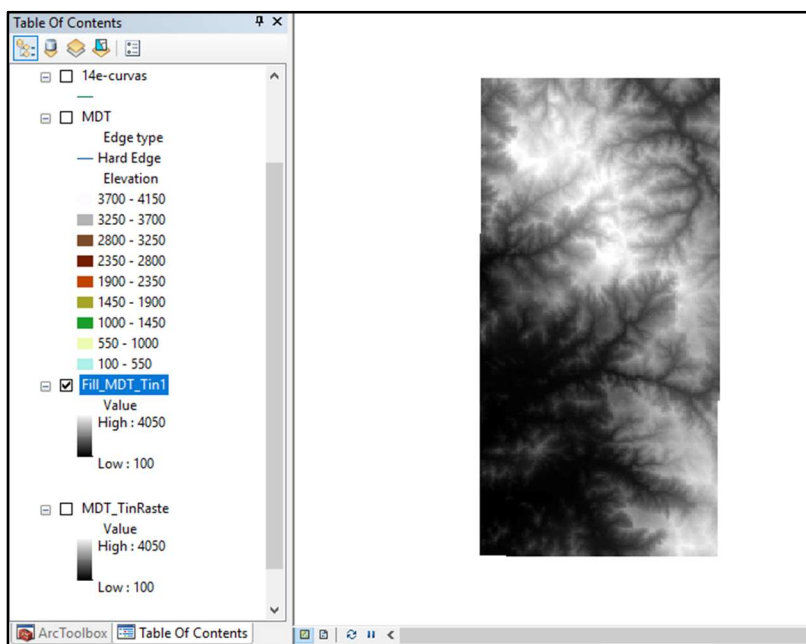 Table Of Contents
14e-curvas
MDT
Edge type
Hard Edge
Elevation
3700 - 4150
3250 - 3700
2800 - 3250
2350 - 2800
1900 - 2350
1450 - 1900
1000 - 1450
550 - 1000
100 - 550
Fill_MDT_Tin1
Value
High : 4050
Low : 100
MDT_TinRaste
Value
High : 4050
Low : 100
ArcToolbox Table Of Contents